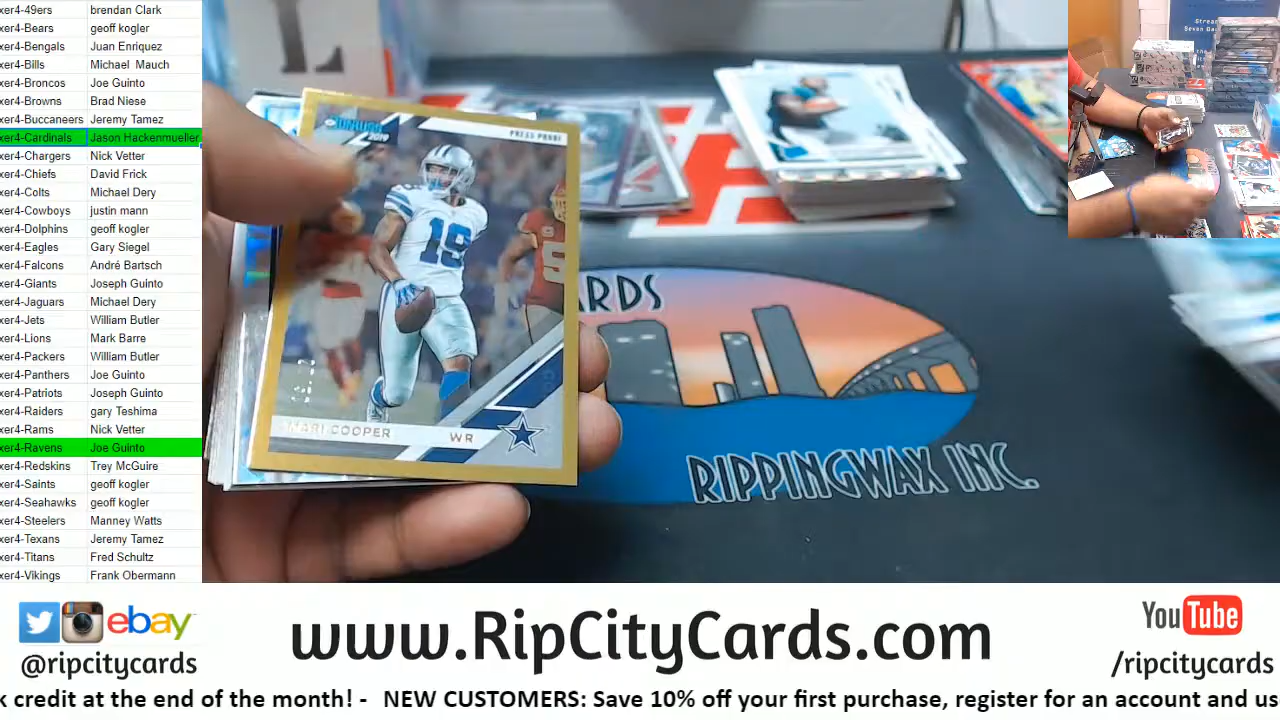 xer4-49ers brendan Clark
xer4-Bears geoff kogler
xer4-Bengals Juan Enriquez
xer4-Bills Michael Mauch
xer4-Broncos Joe Guinto
xer4-Browns Brad Niese
xer4-Buccaneers Jeremy Tamez
xer4-Cardinals Jason Hackenmueller
xer4-Chargers Nick Vetter
xer4-Chiefs David Frick
xer4-Colts Michael Dery
xer4-Cowboys justin mann
xer4-Dolphins geoff kogler
xer4-Eagles Gary Siegel
xer4-Falcons André Bartsch
xer4-Giants Joseph Guinto
xer4-Jaguars Michael Dery
xer4-Jets William Butler
xer4-Lions Mark Barre
xer4-Packers William Butler
xer4-Panthers Joe Guinto
xer4-Patriots Joseph Guinto
xer4-Raiders gary Teshima
xer4-Rams Nick Vetter
xer4-Ravens Joe Guinto
xer4-Redskins Trey McGuire
xer4-Saints geoff kogler
xer4-Seahawks geoff kogler
xer4-Steelers Manney Watts
xer4-Texans Jeremy Tamez
xer4-Titans Fred Schultz
xer4-Vikings Frank Obermann
PRESS PROOF
19
MARI COOPER WR
ARDS
RIPPINGWAX INC.
ebay
@ripcitycards
www.RipCityCards.com
YouTube
/ripcitycards
k credit at the end of the month! - NEW CUSTOMERS: Save 10% off your first purchase, register for an account and us